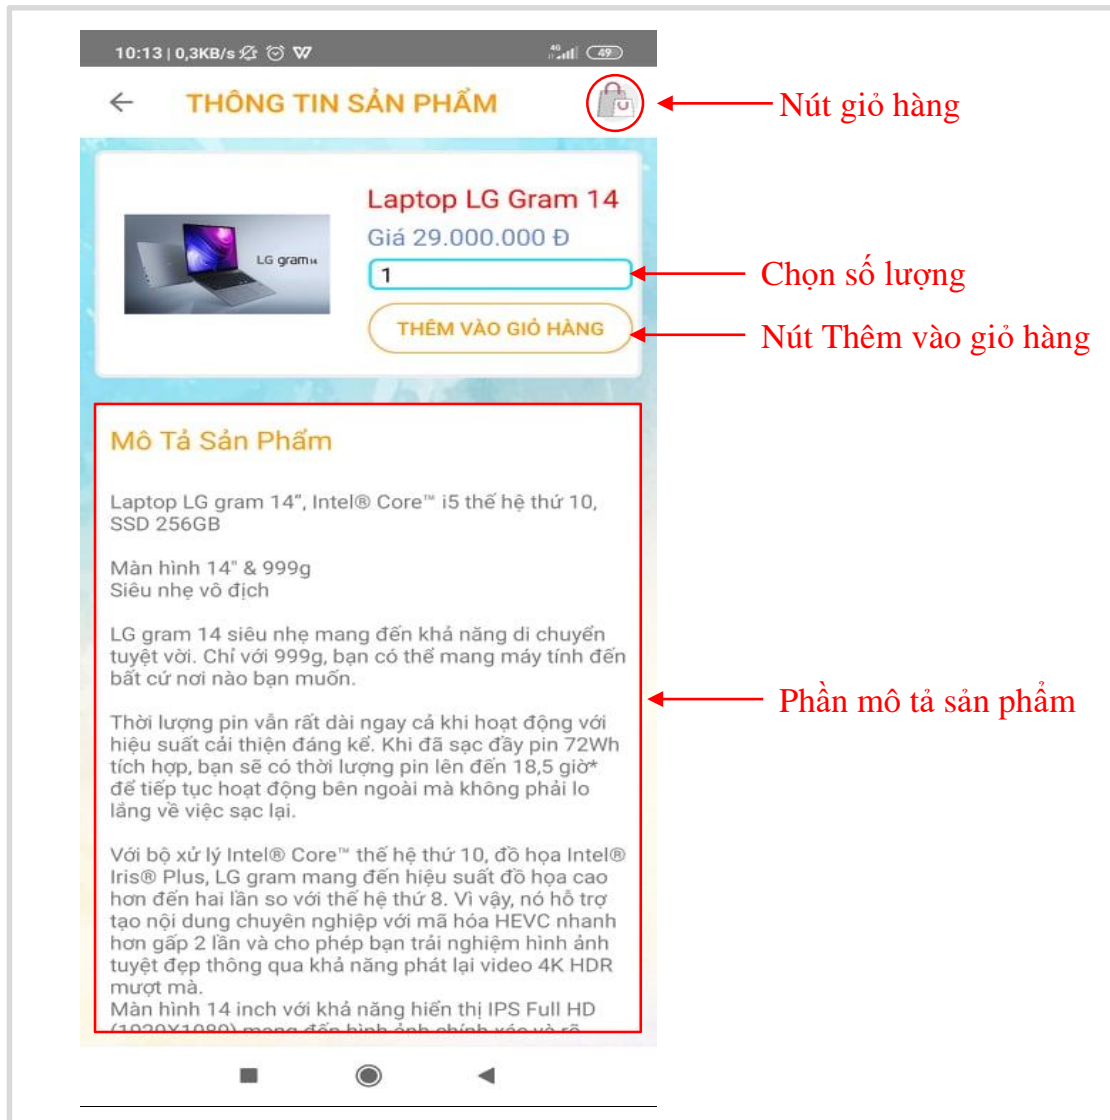 10:13 | 0,3KB/s
4G
49
THÔNG TIN SẢN PHẨM
Nút giỏ hàng
Laptop LG Gram 14
Giá 29.000.000 Đ
LG gram 14
1
Chọn số lượng
THÊM VÀO GIỎ HÀNG
Nút Thêm vào giỏ hàng
Mô Tả Sản Phẩm
Laptop LG gram 14”, Intel® Core™ i5 thế hệ thứ 10,
SSD 256GB
Màn hình 14" & 999g
Siêu nhẹ vô địch
LG gram 14 siêu nhẹ mang đến khả năng di chuyển
tuyệt vời. Chỉ với 999g, bạn có thể mang máy tính đến
bất cứ nơi nào bạn muốn.
Phần mô tả sản phẩm
Thời lượng pin vẫn rất dài ngay cả khi hoạt động với
hiệu suất cải thiện đáng kể. Khi đã sạc đầy pin 72Wh
tích hợp, bạn sẽ có thời lượng pin lên đến 18,5 giờ*
để tiếp tục hoạt động bên ngoài mà không phải lo
lắng về việc sạc lại.
Với bộ xử lý Intel® Core™ thế hệ thứ 10, đồ họa Intel®
Iris® Plus, LG gram mang đến hiệu suất đồ họa cao
hơn đến hai lần so với thế hệ thứ 8. Vì vậy, nó hỗ trợ
tạo nội dung chuyên nghiệp với mã hóa HEVC nhanh
hơn gấp 2 lần và cho phép bạn trải nghiệm hình ảnh
tuyệt đẹp thông qua khả năng phát lại video 4K HDR
mượt mà.
Màn hình 14 inch với khả năng hiển thị IPS Full HD
mang đến hình ảnh chính xác và rõ